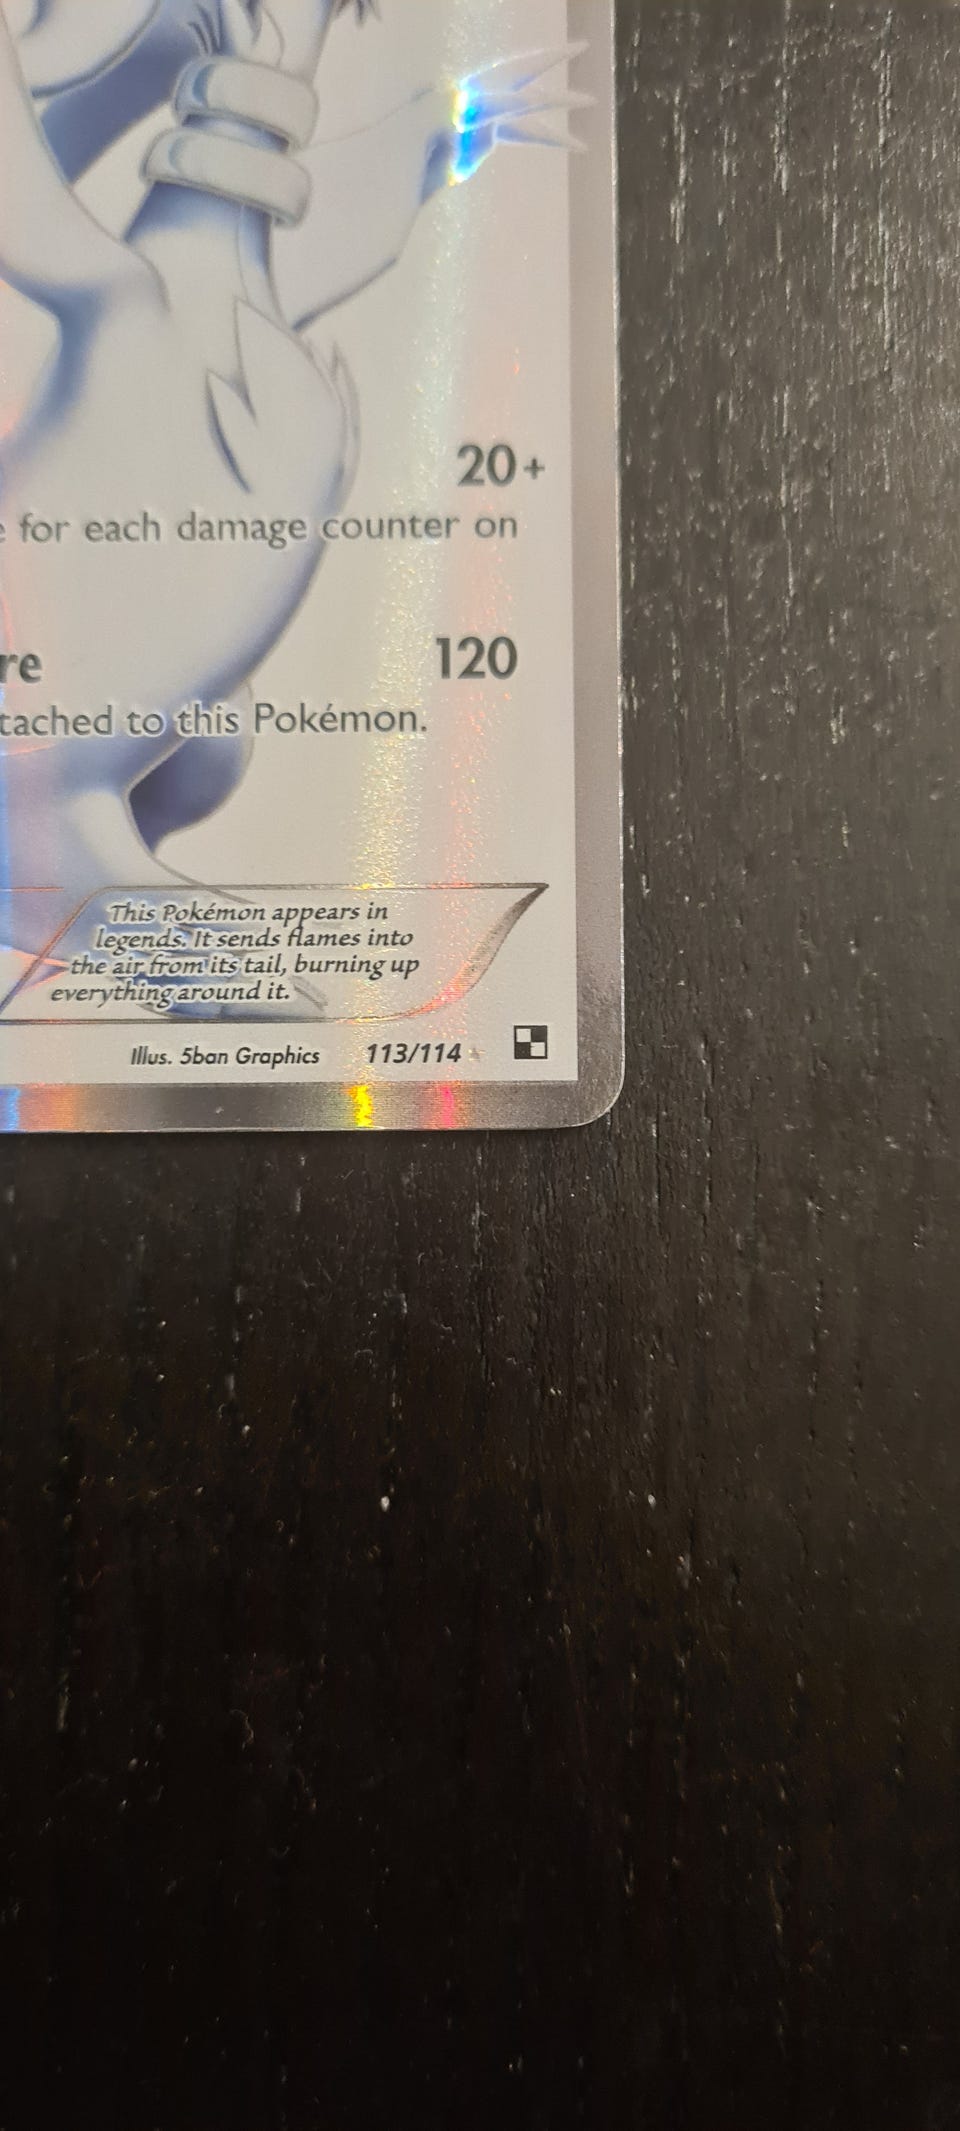 20+
for each damage counter on
re
120
tached to this Pokémon.
This Pokémon appears in
legends. It sends flames into
the air from its tail, burning up
everything around it.
Illus. 5ban Graphics 113/114